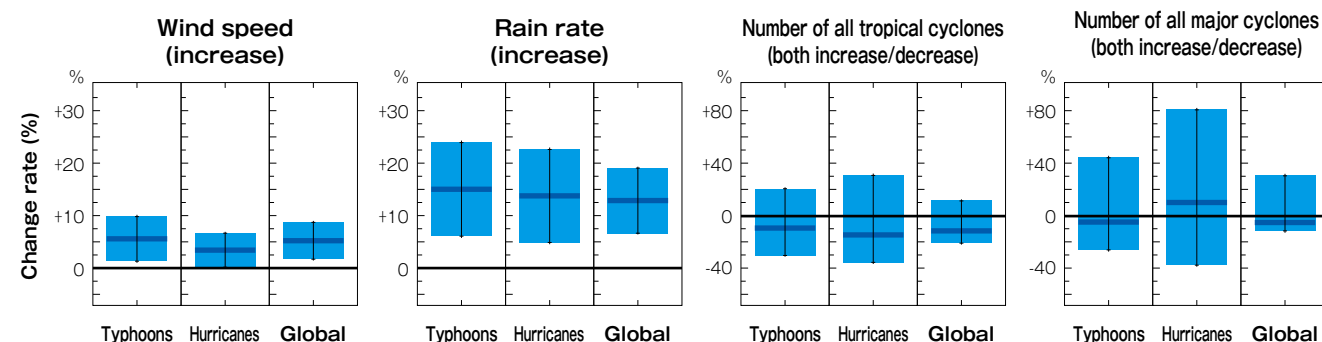 Wind speed
(increase)
%
+30
+20
+10
0
Change rate (%)
Typhoons Hurricanes Global
Rain rate
(increase)
%
+30
+20
+10
0
Typhoons Hurricanes Global
Number of all tropical cyclones
(both increase/decrease)
%
+80
+40
0
-40
Typhoons Hurricanes Global
Number of all major cyclones
(both increase/decrease)
%
+80
+40
0
-40
Typhoons Hurricanes Global